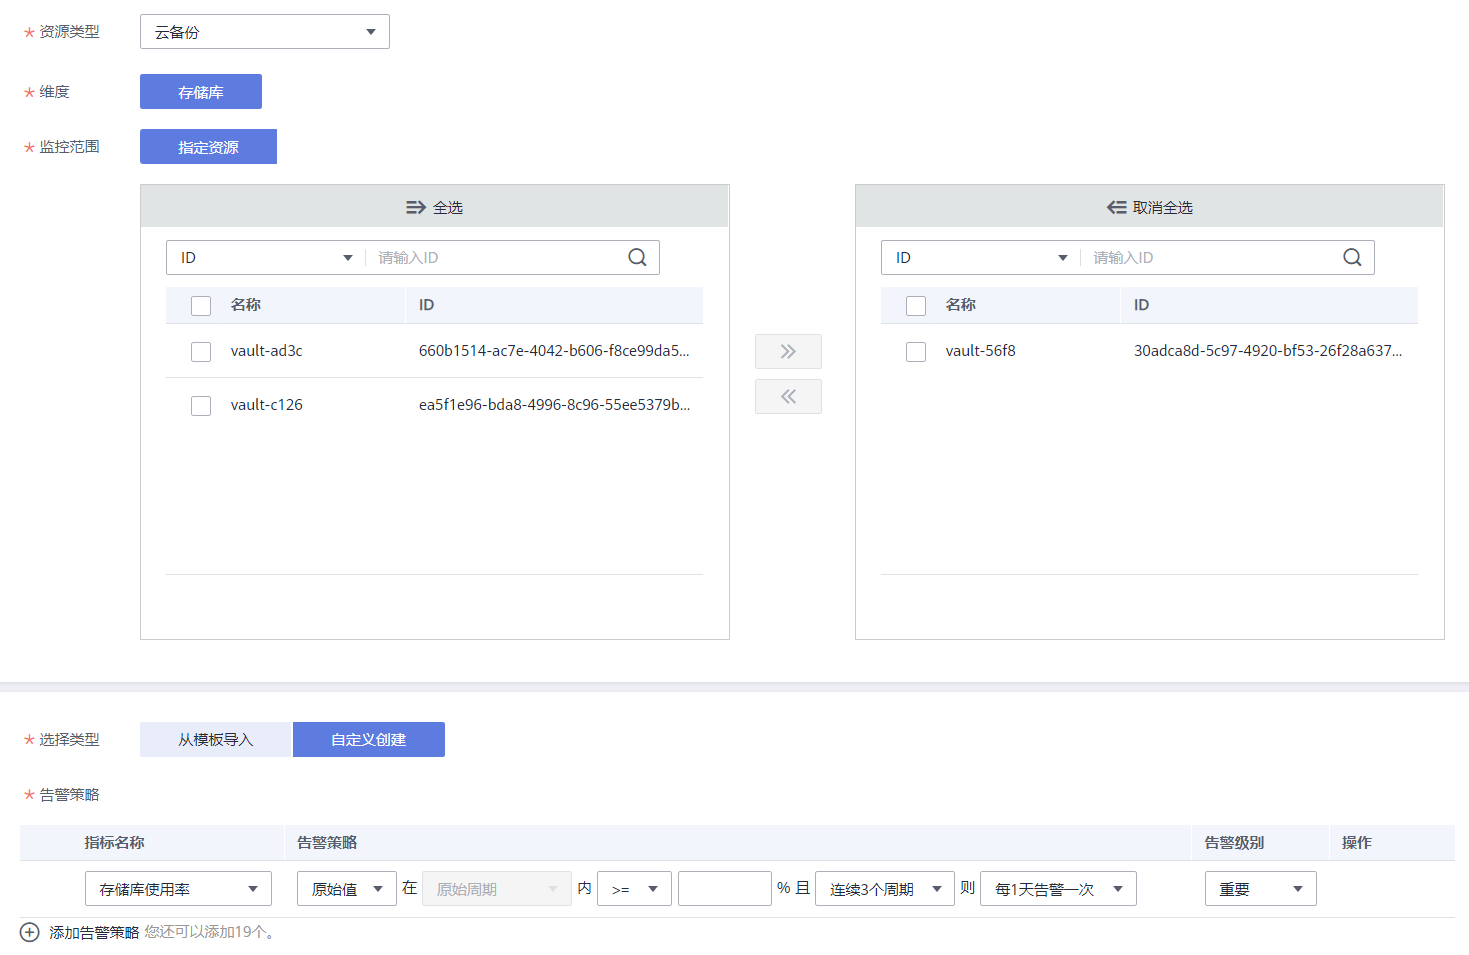 * 资源类型 云备份
* 维度 存储库
* 监控范围 指定资源
全选
ID 请输入ID
名称 ID
vault-ad3c 660b1514-ac7e-4042-b606-f8ce99da5...
vault-c126 ea5f1e96-bda8-4996-8c96-55ee5379b...
取消全选
ID 请输入ID
名称 ID
vault-56f8 30adca8d-5c97-4920-bf53-26f28a637...
* 选择类型 从模板导入 自定义创建
* 告警策略
指标名称 告警策略 告警级别 操作
存储库使用率 原始值 在 原始周期 内 >= % 且 连续3个周期 则 每1天告警一次 重要
添加告警策略 您还可以添加19个。